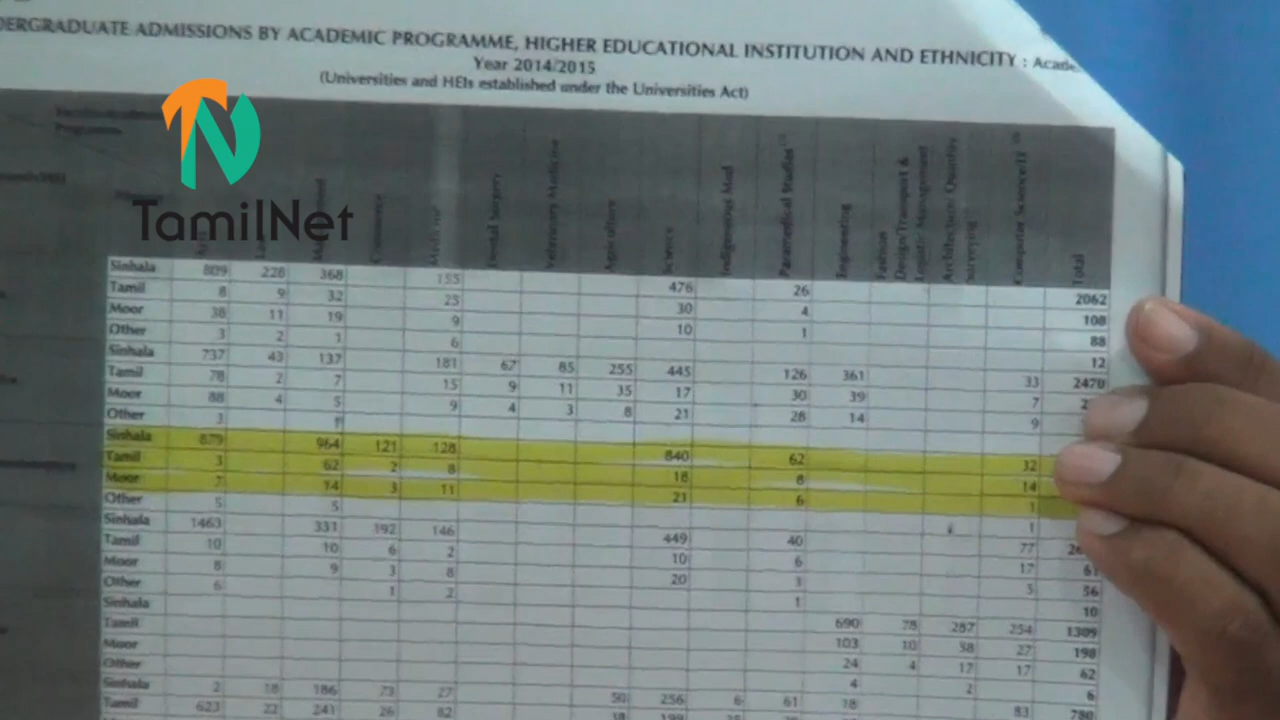 DERGRADUATE ADMISSIONS BY ACADEMIC PROGRAMME, HIGHER EDUCATIONAL INSTITUTION AND ETHNICITY : Acade
Year 2014/2015
(Universities and HEIs established under the Universities Act)
TamilNet
Programme
Dental Surgery
Veterinary Medicine
Agriculture
Science
Indigenous Med
Paramedical Studies
Engineering
Fashion
Design/Transport &
Logistic Management
Architecture/ Quantity
Surveying
Computer Science/IT
Total
Sinhala 809 228 368 155 476 26 2062
Tamil 8 9 32 25 30 4 108
Moor 38 11 19 9 10 1 88
Other 3 2 1 6 12
Sinhala 737 43 137 181 67 85 255 445 126 361 33 2470
Tamil 78 2 7 15 9 11 35 17 30 39 7
Moor 88 4 5 9 4 3 8 21 28 14 9
Other 3
Sinhala 879 964 121 128 840 62 32
Tamil 3 62 2 8 18 8 14
Moor 7 14 3 11 21 6 1
Other 5 5 1
Sinhala 1463 331 192 146 449 40 77
Tamil 10 10 6 2 10 6 17
Moor 8 9 3 8 20 3 5 56
Other 6 1 2 1 10
Sinhala 690 78 287 254 1309
Tamil 103 10 58 27 198
Moor 24 4 17 17 62
Other 4 2 6
Sinhala 2 18 186 73 27 50 256 6 61 18 83 780
Tamil 623 22 241 26 82